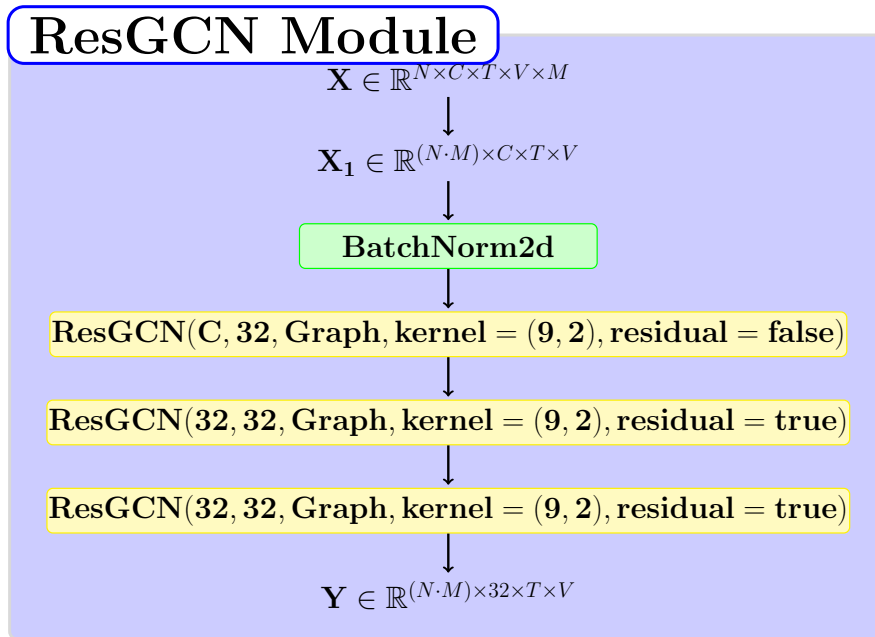 ResGCN Module
𝐗 ∈ ℝ^{N×C×T×V×M}
𝐗₁ ∈ ℝ^{(N·M)×C×T×V}
BatchNorm2d
ResGCN(C, 32, Graph, kernel = (9, 2), residual = false)
ResGCN(32, 32, Graph, kernel = (9, 2), residual = true)
ResGCN(32, 32, Graph, kernel = (9, 2), residual = true)
𝐘 ∈ ℝ^{(N·M)×32×T×V}